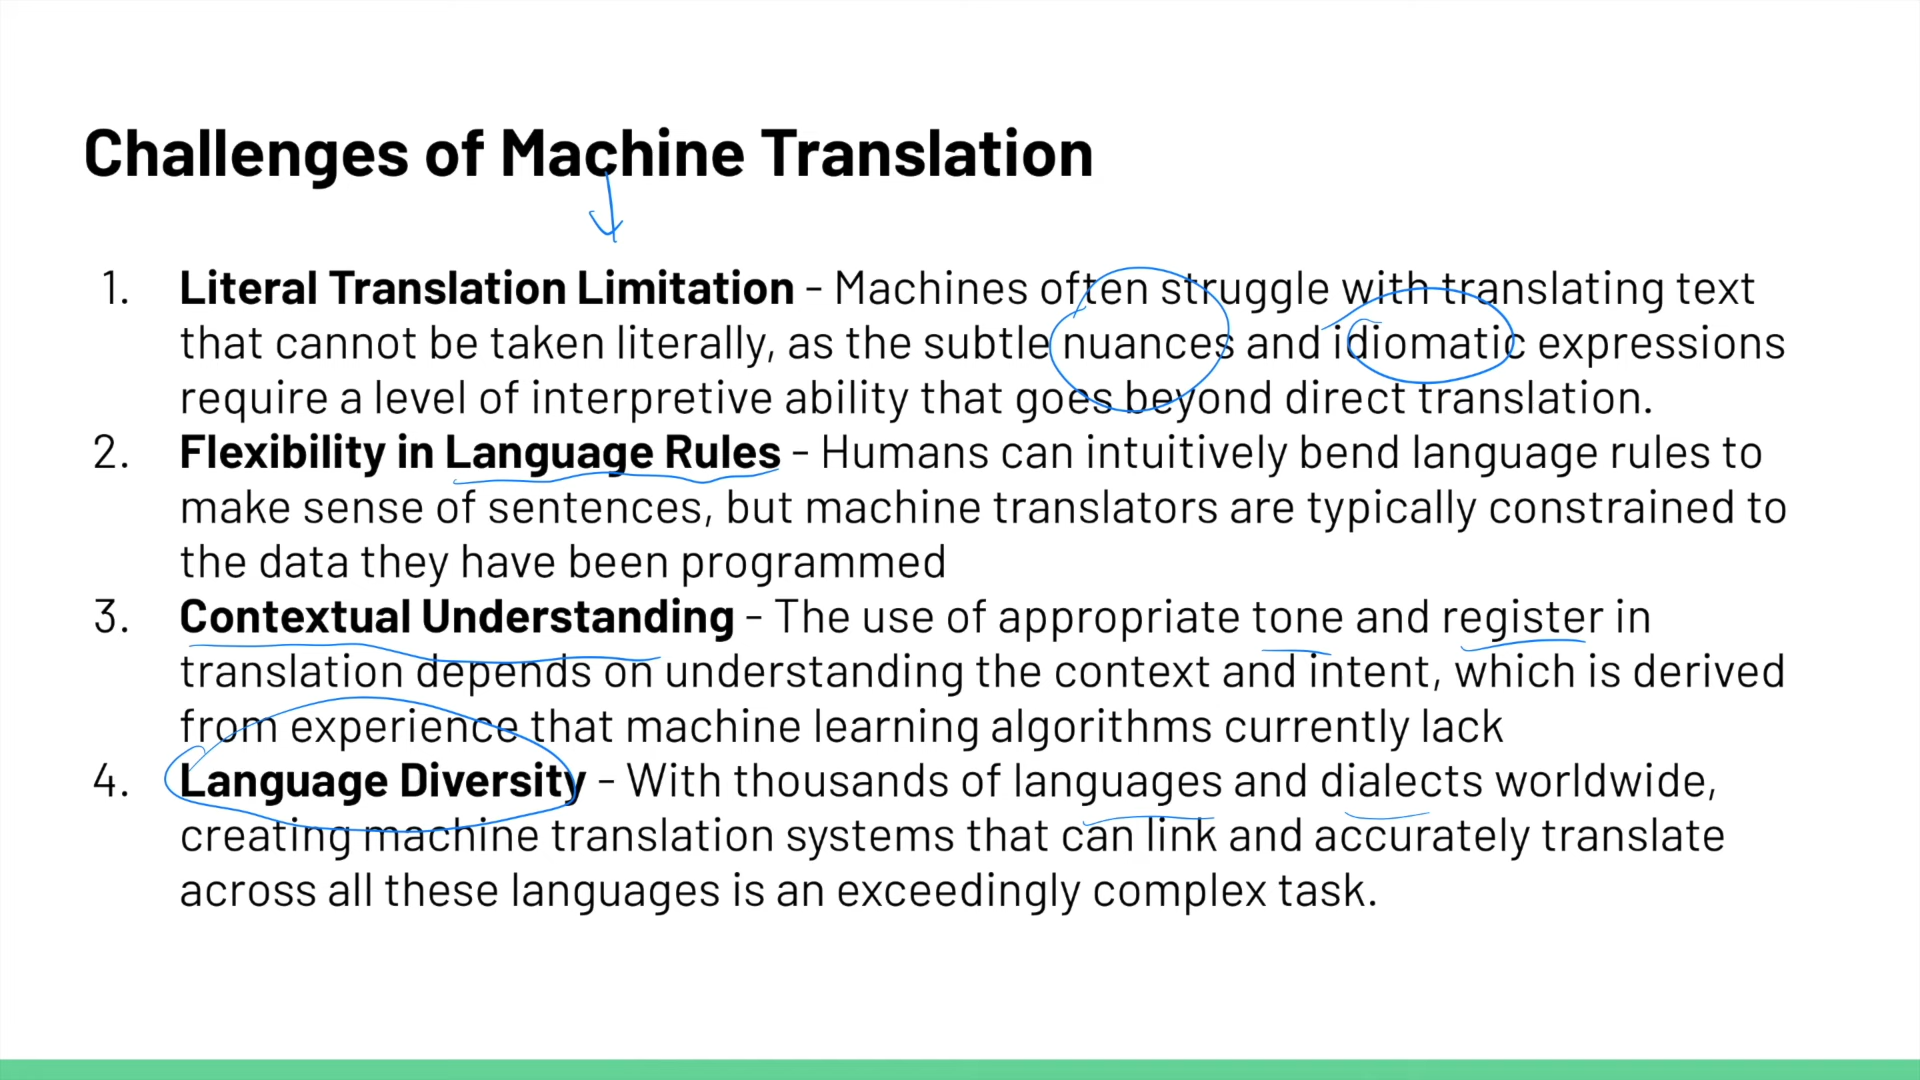 Challenges of Machine Translation
1. Literal Translation Limitation - Machines often struggle with translating text
that cannot be taken literally, as the subtle nuances and idiomatic expressions
require a level of interpretive ability that goes beyond direct translation.
2. Flexibility in Language Rules - Humans can intuitively bend language rules to
make sense of sentences, but machine translators are typically constrained to
the data they have been programmed
3. Contextual Understanding - The use of appropriate tone and register in
translation depends on understanding the context and intent, which is derived
from experience that machine learning algorithms currently lack
4. Language Diversity - With thousands of languages and dialects worldwide,
creating machine translation systems that can link and accurately translate
across all these languages is an exceedingly complex task.